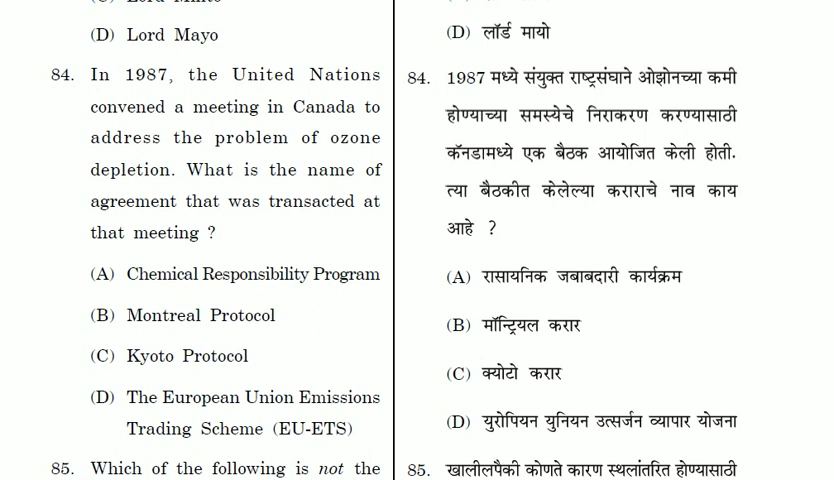 (D) Lord Mayo
84. In 1987, the United Nations
convened a meeting in Canada to
address the problem of ozone
depletion. What is the name of
agreement that was transacted at
that meeting ?
(A) Chemical Responsibility Program
(B) Montreal Protocol
(C) Kyoto Protocol
(D) The European Union Emissions
Trading Scheme (EU-ETS)
85. Which of the following is not the
(D) लॉर्ड मायो
84. 1987 मध्ये संयुक्त राष्ट्रसंघाने ओझोनच्या कमी
होण्याच्या समस्येचे निराकरण करण्यासाठी
कॅनडामध्ये एक बैठक आयोजित केली होती.
त्या बैठकीत केलेल्या कराराचे नाव काय
आहे ?
(A) रासायनिक जबाबदारी कार्यक्रम
(B) मॉन्ट्रियल करार
(C) क्योटो करार
(D) युरोपियन युनियन उत्सर्जन व्यापार योजना
85. खालीलपैकी कोणते कारण स्थलांतरित होण्यासाठी